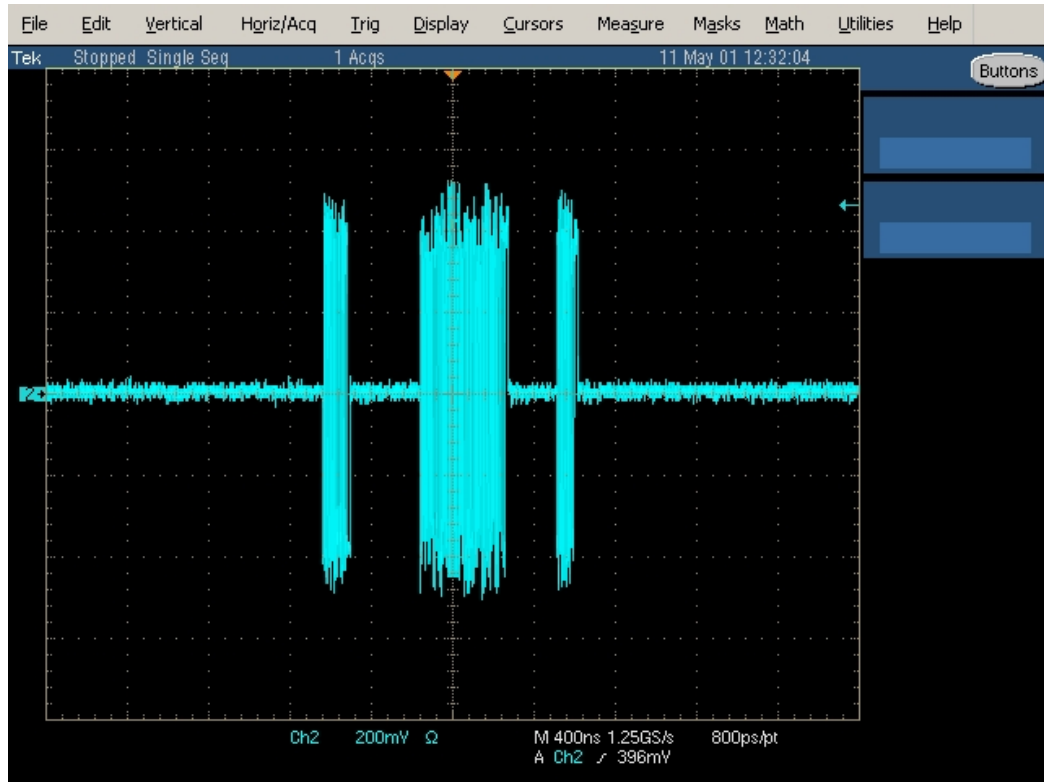 File Edit Vertical Horiz/Acq Trig Display Cursors Measure Masks Math Utilities Help
Tek Stopped Single Seq 1 Acqs 11 May 01 12:32:04 Buttons
2
Ch2 200mV Ω M 400ns 1.25GS/s 800ps/pt
A Ch2 / 396mV